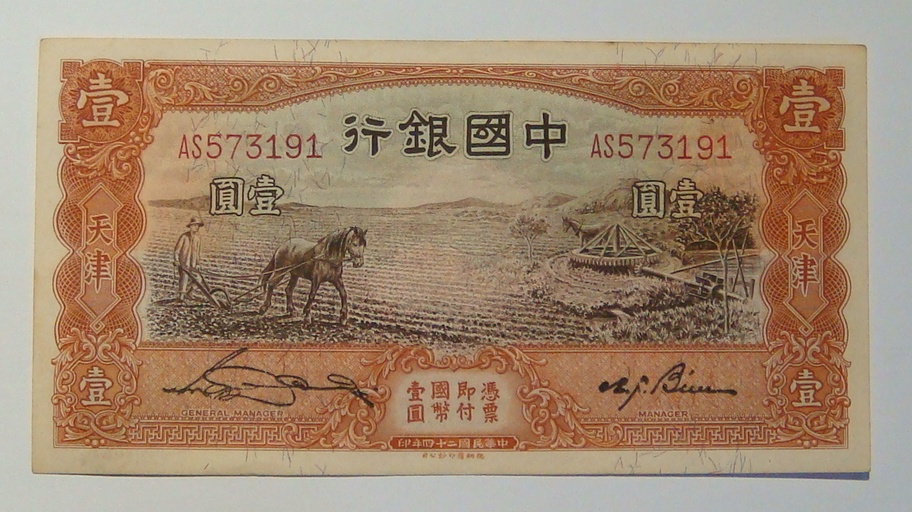 壹
壹
中國銀行
AS573191
AS573191
壹圓
壹圓
天津
天津
憑票
即付
國幣
壹圓
壹
壹
GENERAL MANAGER
MANAGER
中華民國二十四年印